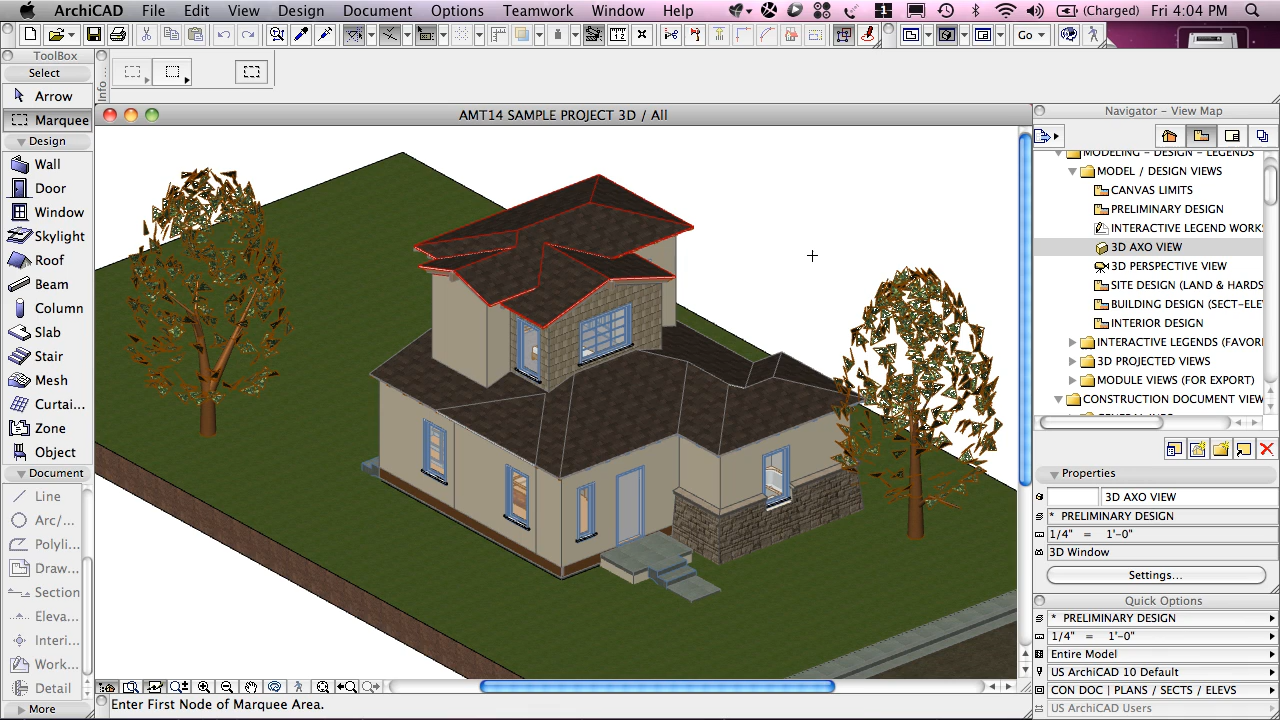 ArchiCAD File Edit View Design Document Options Teamwork Window Help 1 (Charged) Fri 4:04 PM
Go
ToolBox
Select
Arrow
Marquee
Design
Wall
Door
Window
Skylight
Roof
Beam
Column
Slab
Stair
Mesh
Curtai...
Zone
Object
Document
Line
Arc/...
Polyli...
Draw...
Section
Eleva...
Interi...
Work...
Detail
More
Info
AMT14 SAMPLE PROJECT 3D / All
Enter First Node of Marquee Area.
Navigator - View Map
MODELING - DESIGN - LEGENDS
MODEL / DESIGN VIEWS
CANVAS LIMITS
PRELIMINARY DESIGN
INTERACTIVE LEGEND WORKS
3D AXO VIEW
3D PERSPECTIVE VIEW
SITE DESIGN (LAND & HARDS
BUILDING DESIGN (SECT-ELE
INTERIOR DESIGN
INTERACTIVE LEGENDS (FAVORI
3D PROJECTED VIEWS
MODULE VIEWS (FOR EXPORT)
CONSTRUCTION DOCUMENT VIEW
Properties
3D AXO VIEW
* PRELIMINARY DESIGN
1/4" = 1'-0"
3D Window
Settings...
Quick Options
* PRELIMINARY DESIGN
1/4" = 1'-0"
Entire Model
US ArchiCAD 10 Default
CON DOC | PLANS / SECTS / ELEVS
US ArchiCAD Users